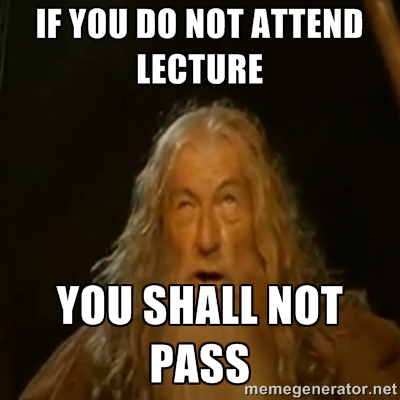 IF YOU DO NOT ATTEND
LECTURE
YOU SHALL NOT
PASS
memegenerator.net